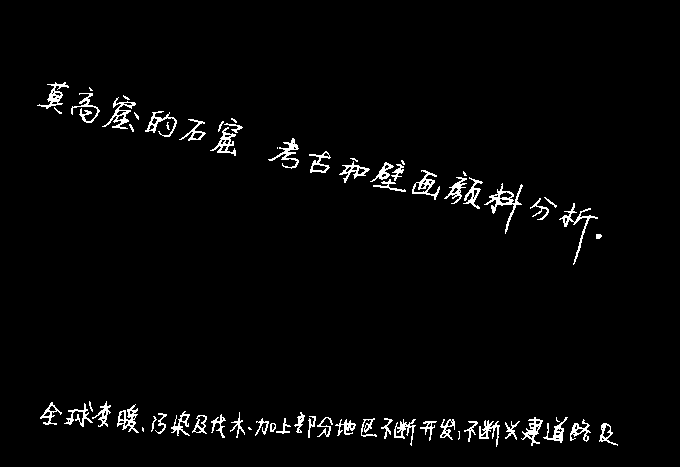 莫高窟的石窟 考古和壁画颜料分析.
全球变暖、污染及伐木、加上部分地区不断开发,不断兴建道路及